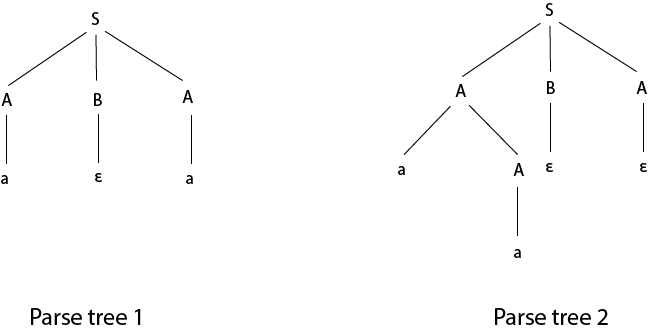 S
A B A
a ε a
Parse tree 1
S
A B A
a A ε ε
a
Parse tree 2